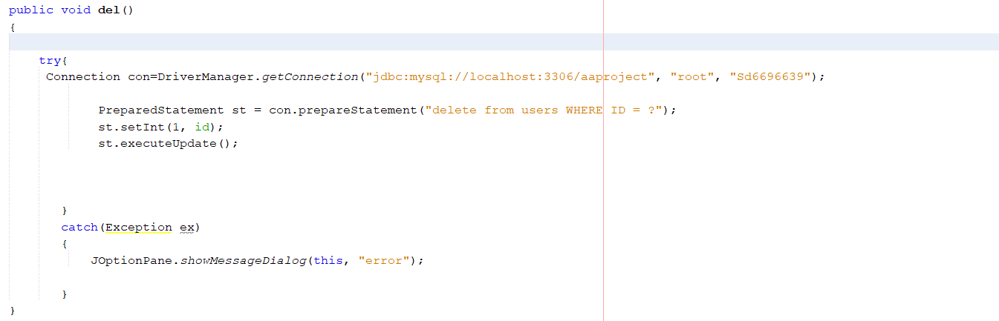 public void del()
{
try{
Connection con=DriverManager.getConnection("jdbc:mysql://localhost:3306/aaproject", "root", "Sd6696639");
PreparedStatement st = con.prepareStatement("delete from users WHERE ID = ?");
st.setInt(1, id);
st.executeUpdate();
}
catch(Exception ex)
{
JOptionPane.showMessageDialog(this, "error");
}
}